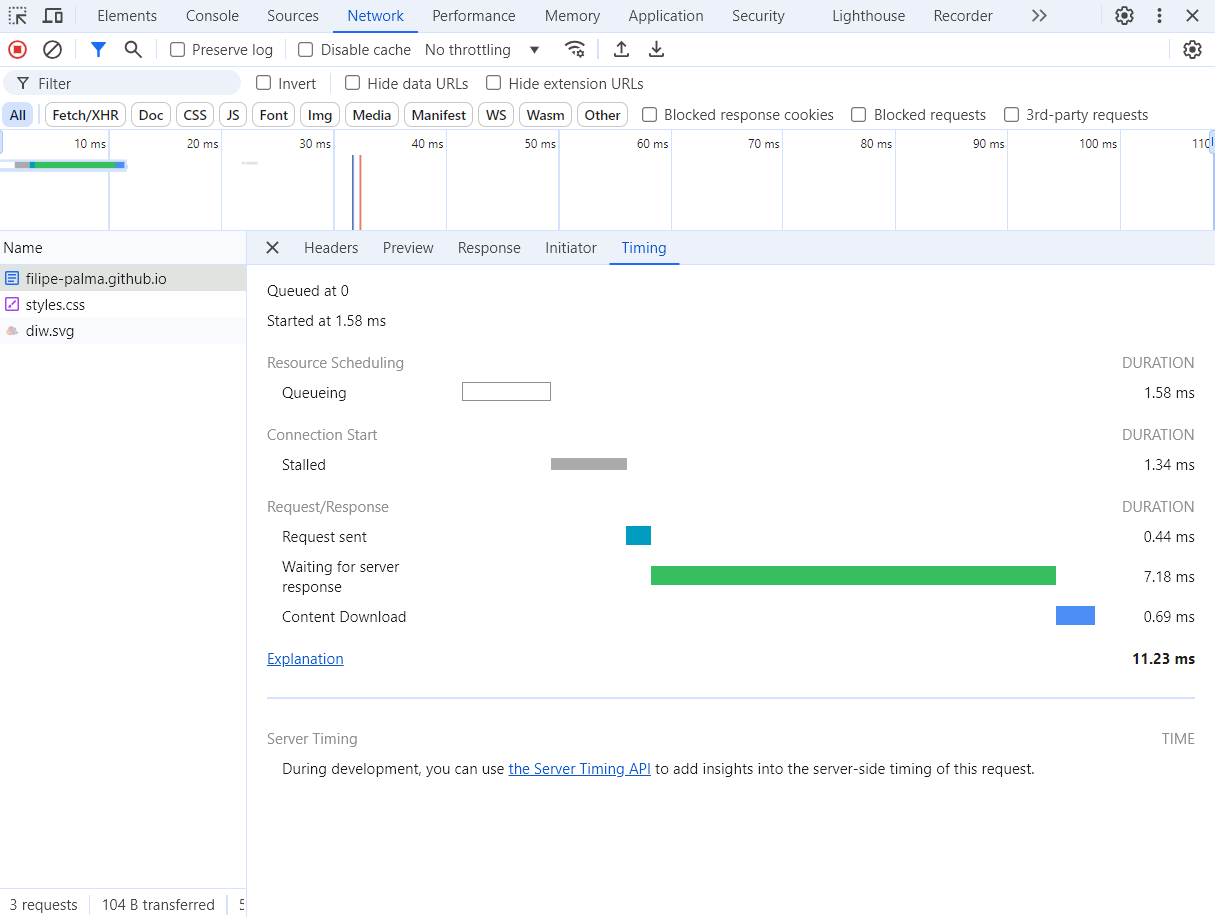 Elements Console Sources Network Performance Memory Application Security Lighthouse Recorder
Preserve log Disable cache No throttling
Filter Invert Hide data URLs Hide extension URLs
All Fetch/XHR Doc CSS JS Font Img Media Manifest WS Wasm Other Blocked response cookies Blocked requests 3rd-party requests
10 ms 20 ms 30 ms 40 ms 50 ms 60 ms 70 ms 80 ms 90 ms 100 ms 110
Name
filipe-palma.github.io
styles.css
diw.svg
Headers Preview Response Initiator Timing
Queued at 0
Started at 1.58 ms
Resource Scheduling DURATION
Queueing 1.58 ms
Connection Start DURATION
Stalled 1.34 ms
Request/Response DURATION
Request sent 0.44 ms
Waiting for server
response 7.18 ms
Content Download 0.69 ms
Explanation 11.23 ms
Server Timing TIME
During development, you can use the Server Timing API to add insights into the server-side timing of this request.
3 requests 104 B transferred